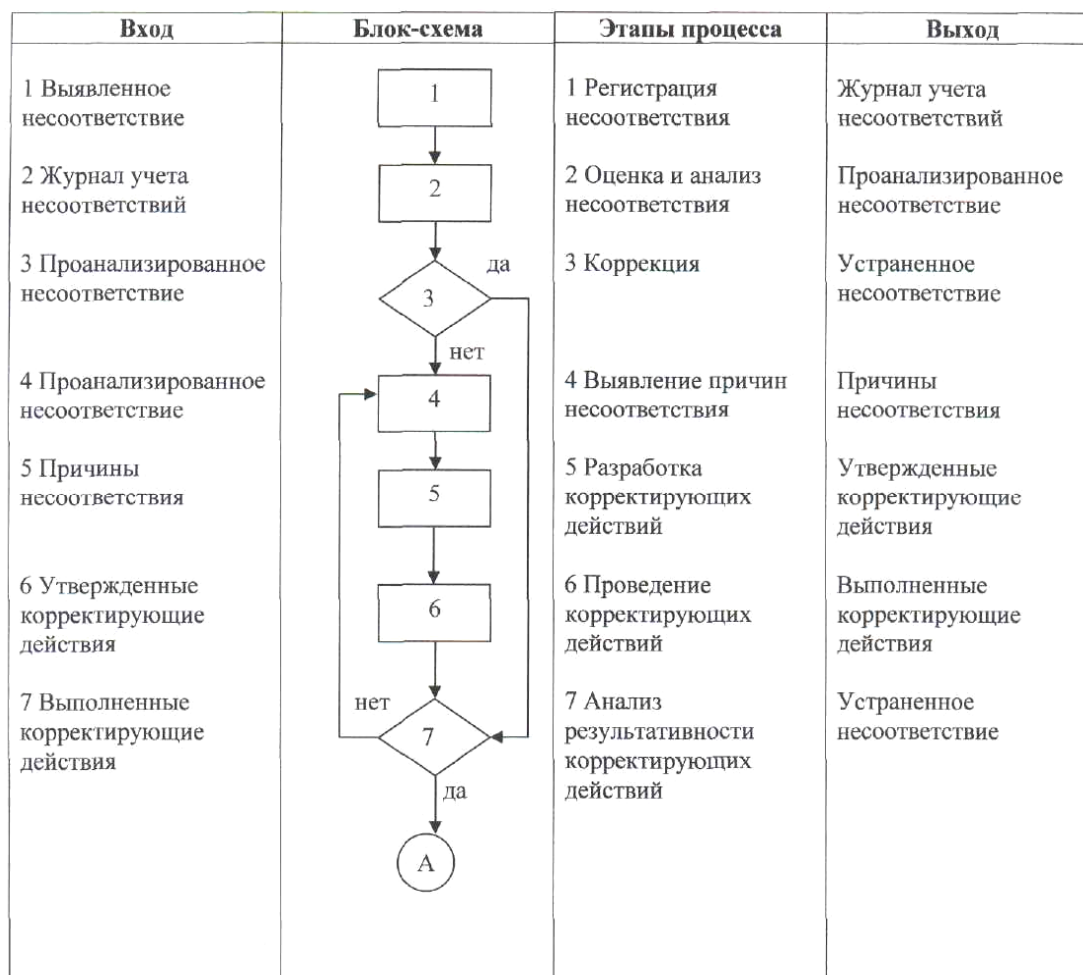 Вход Блок-схема Этапы процесса Выход
1 Выявленное
несоответствие
1
1 Регистрация
несоответствия
Журнал учета
несоответствий
2 Журнал учета
несоответствий
2
2 Оценка и анализ
несоответствия
Проанализированное
несоответствие
3 Проанализированное
несоответствие
3
да
нет
3 Коррекция
Устраненное
несоответствие
4 Проанализированное
несоответствие
4
4 Выявление причин
несоответствия
Причины
несоответствия
5 Причины
несоответствия
5
5 Разработка
корректирующих
действий
Утвержденные
корректирующие
действия
6 Утвержденные
корректирующие
действия
6
6 Проведение
корректирующих
действий
Выполненные
корректирующие
действия
7 Выполненные
корректирующие
действия
нет
7
да
7 Анализ
результативности
корректирующих
действий
Устраненное
несоответствие
А